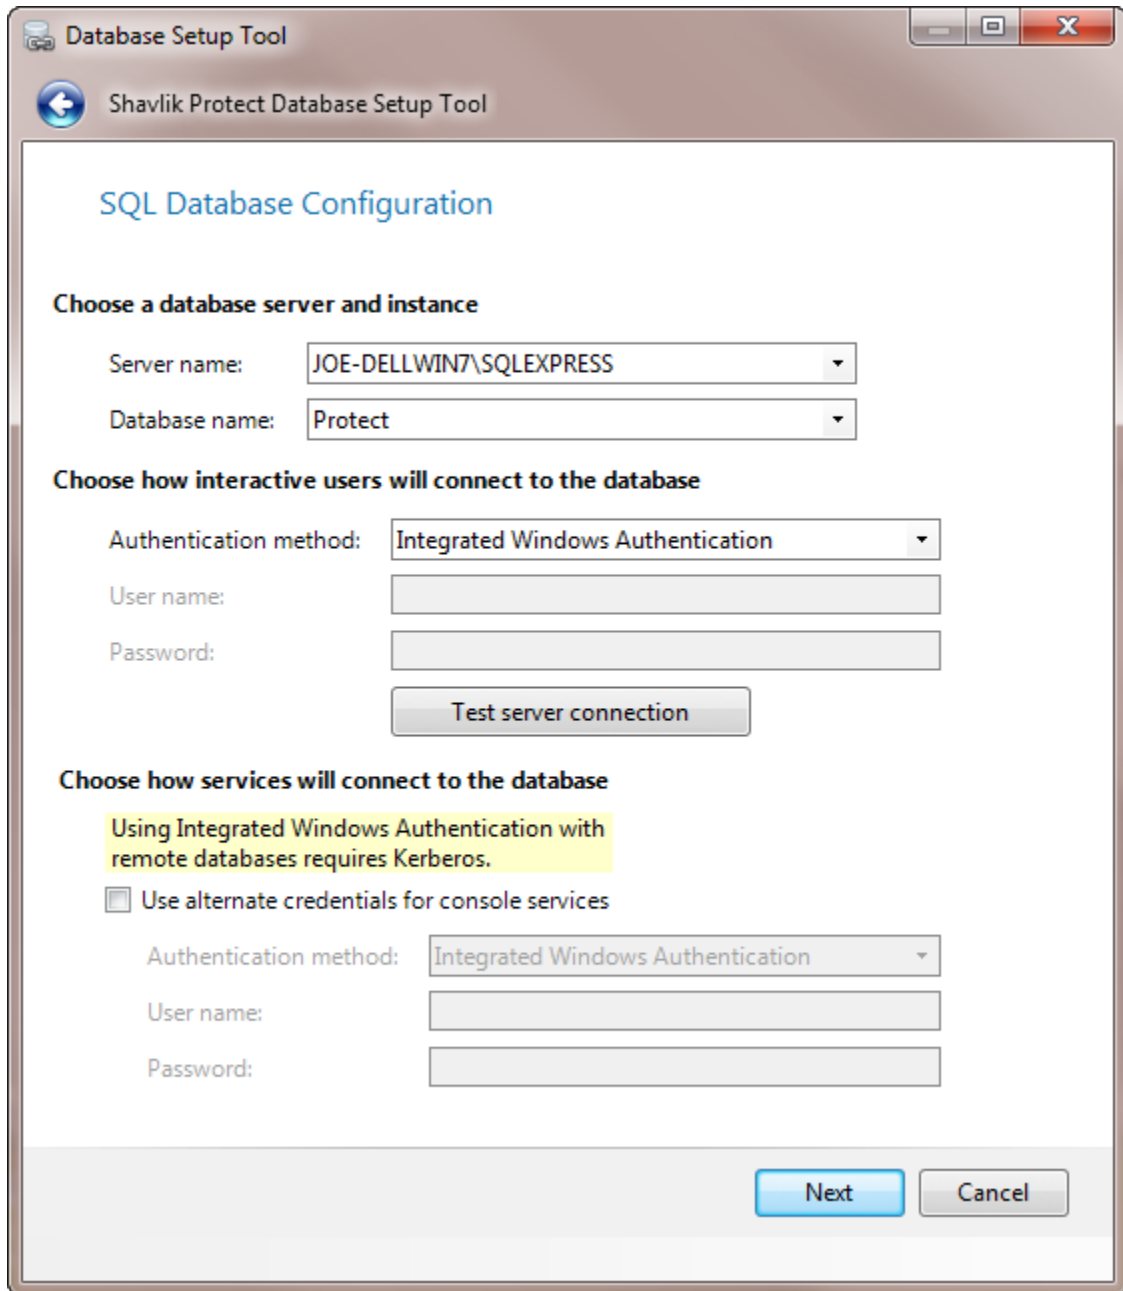 Database Setup Tool
Shavlik Protect Database Setup Tool
SQL Database Configuration
Choose a database server and instance
Server name: JOE-DELLWIN7\SQLEXPRESS
Database name: Protect
Choose how interactive users will connect to the database
Authentication method: Integrated Windows Authentication
User name:
Password:
Test server connection
Choose how services will connect to the database
Using Integrated Windows Authentication with
remote databases requires Kerberos.
Use alternate credentials for console services
Authentication method: Integrated Windows Authentication
User name:
Password:
Next Cancel